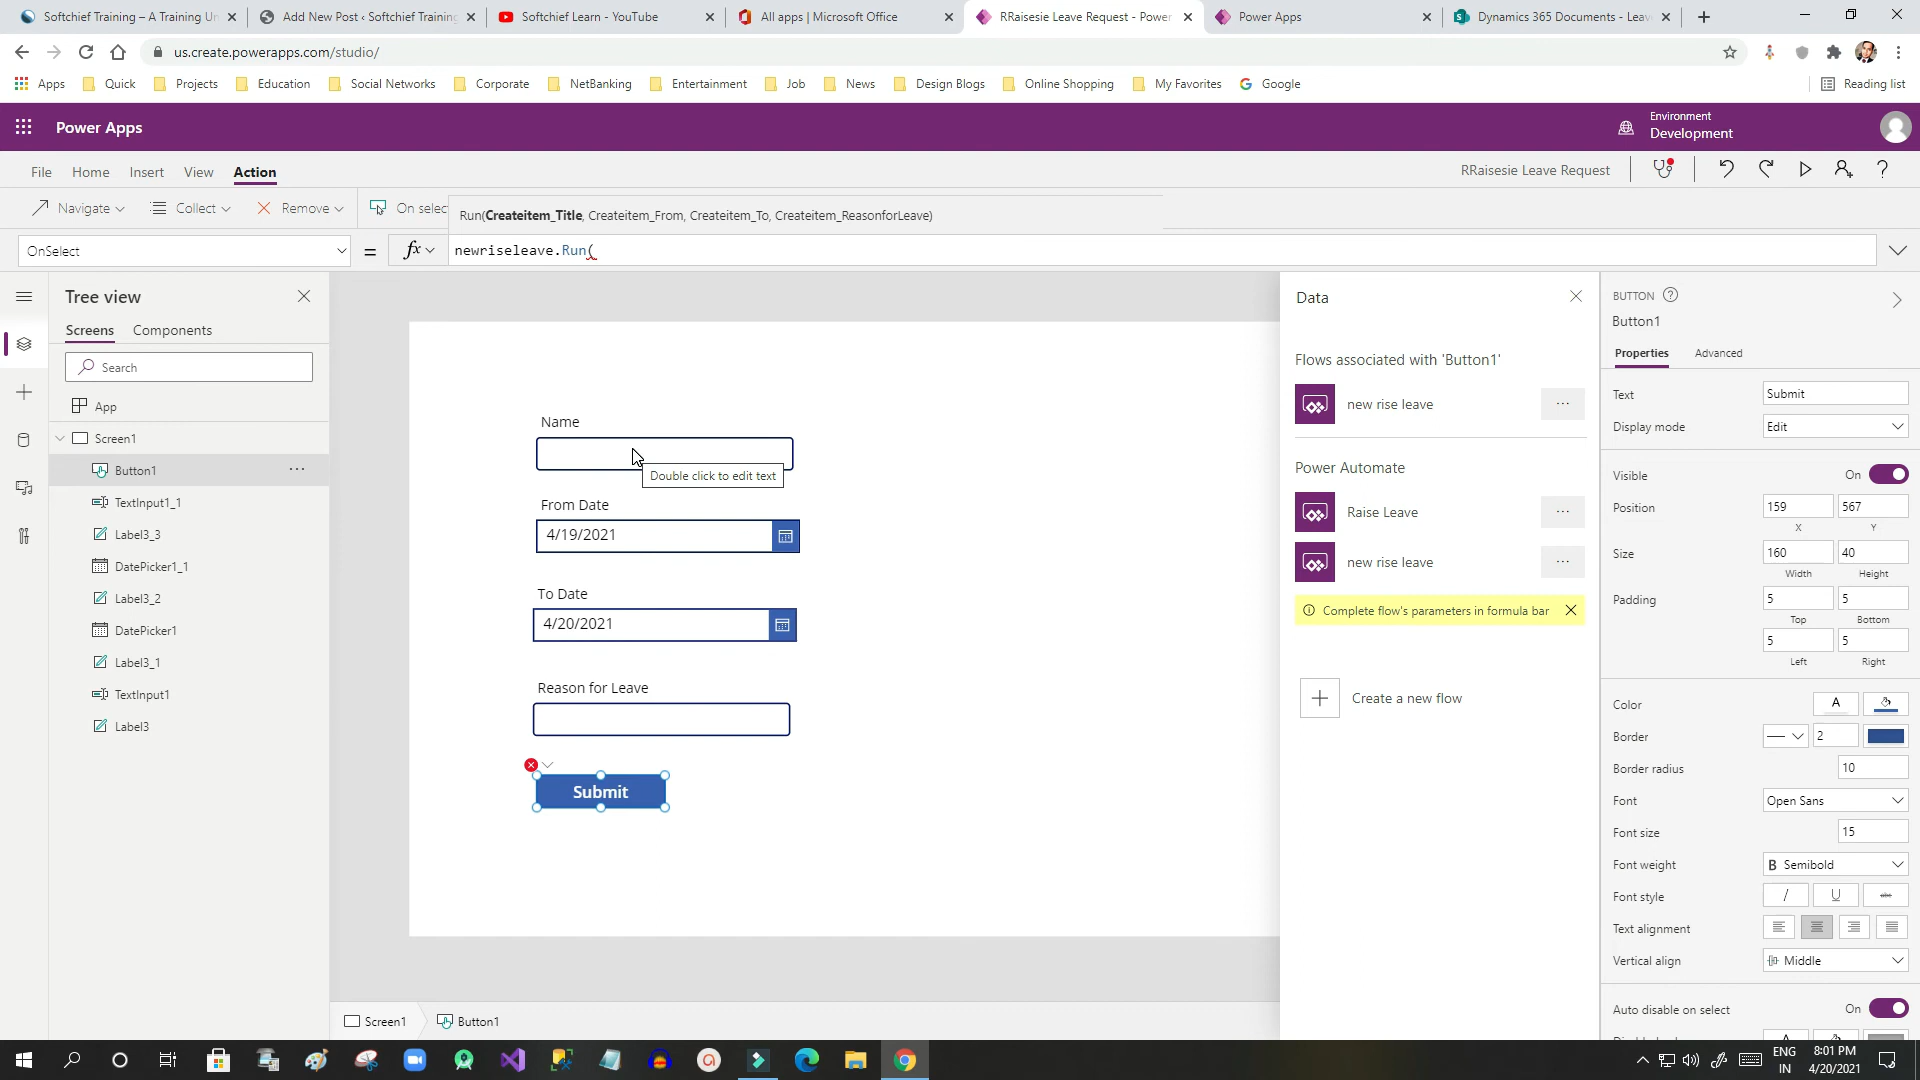 Softchief Training – A Training Un
Add New Post ‹ Softchief Training
Softchief Learn - YouTube
All apps | Microsoft Office
RRaisesie Leave Request - Power
Power Apps
Dynamics 365 Documents - Leav
us.create.powerapps.com/studio/
Apps
Quick
Projects
Education
Social Networks
Corporate
NetBanking
Entertainment
Job
News
Design Blogs
Online Shopping
My Favorites
Google
Reading list
Power Apps
Environment
Development
File
Home
Insert
View
Action
RRaisesie Leave Request
Navigate
Collect
Remove
On selec
Run(Createitem_Title, Createitem_From, Createitem_To, Createitem_ReasonforLeave)
OnSelect
=
fx
newriseleave.Run(
Tree view
Screens
Components
Search
App
Screen1
Button1
TextInput1_1
Label3_3
DatePicker1_1
Label3_2
DatePicker1
Label3_1
TextInput1
Label3
Name
Double click to edit text
From Date
4/19/2021
To Date
4/20/2021
Reason for Leave
Submit
Screen1
Button1
Data
Flows associated with 'Button1'
new rise leave
Power Automate
Raise Leave
new rise leave
Complete flow's parameters in formula bar
Create a new flow
BUTTON
Button1
Properties
Advanced
Text
Submit
Display mode
Edit
Visible
On
Position
159
567
X
Y
Size
160
40
Width
Height
Padding
5
5
Top
Bottom
5
5
Left
Right
Color
A
Border
2
Border radius
10
Font
Open Sans
Font size
15
Font weight
B Semibold
Font style
/
U
abc
Text alignment
Vertical align
Middle
Auto disable on select
On
ENG
IN
8:01 PM
4/20/2021